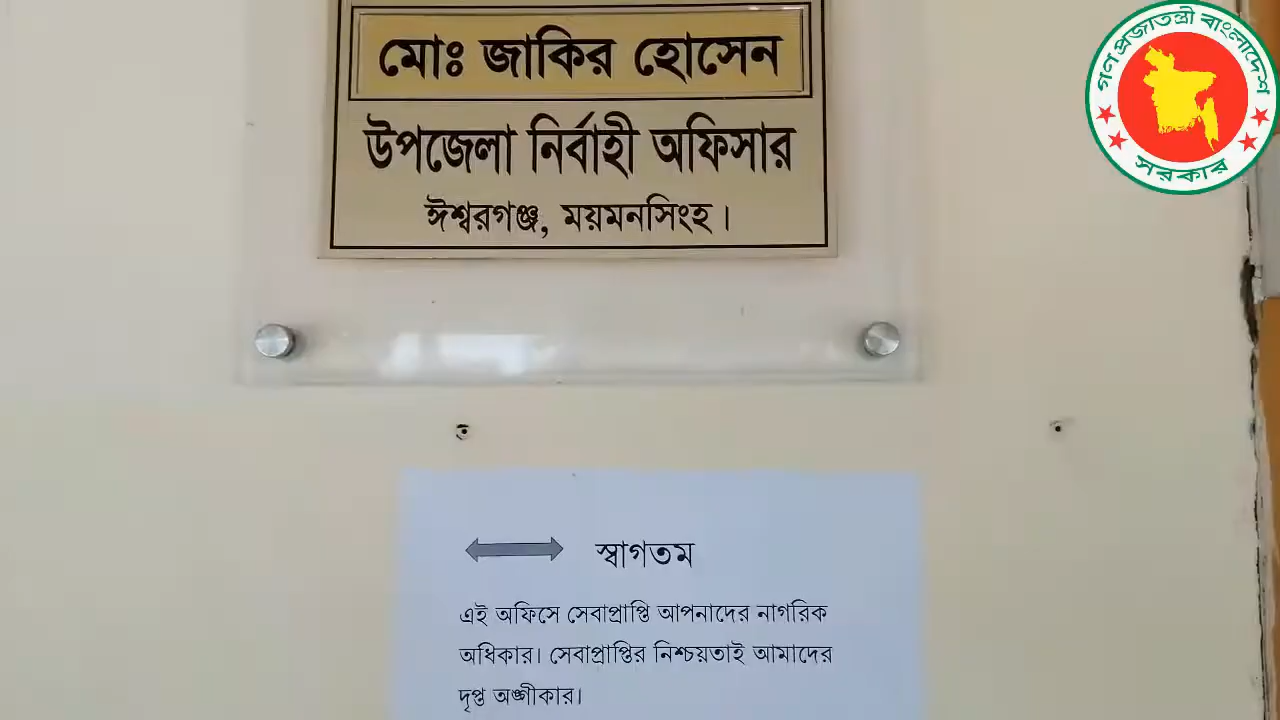 মোঃ জাকির হোসেন
উপজেলা নির্বাহী অফিসার
ঈশ্বরগঞ্জ, ময়মনসিংহ।
গণপ্রজাতন্ত্রী বাংলাদেশ
সরকার
স্বাগতম
এই অফিসে সেবাপ্রাপ্তি আপনাদের নাগরিক
অধিকার। সেবাপ্রাপ্তির নিশ্চয়তাই আমাদের
দৃপ্ত অঙ্গীকার।